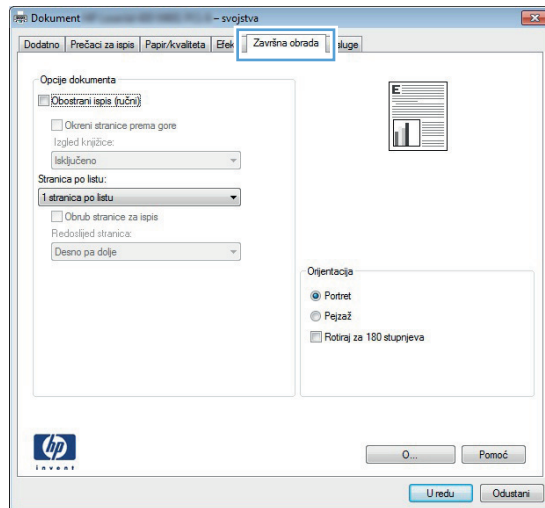 Dokument – svojstva
Dodatno Prečaci za ispis Papir/kvaliteta Efek Završna obrada sluge
Opcije dokumenta
Obostrani ispis (ručni)
Okreni stranice prema gore
Izgled knjižice:
Isključeno
Stranica po listu:
1 stranica po listu
Obrub stranice za ispis
Redoslijed stranica:
Desno pa dolje
E
Orijentacija
Portret
Pejzaž
Rotiraj za 180 stupnjeva
hp
invent
O... Pomoć
U redu Odustani